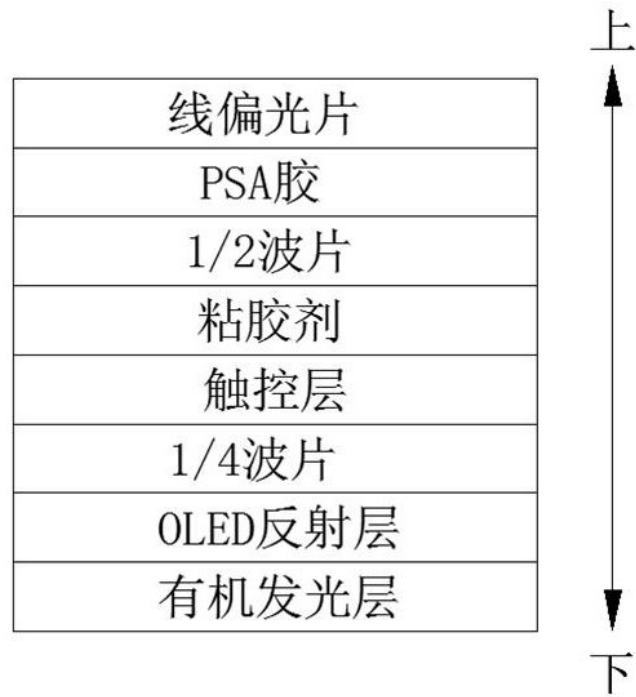 上
线偏光片
PSA胶
1/2波片
粘胶剂
触控层
1/4波片
OLED反射层
有机发光层
下